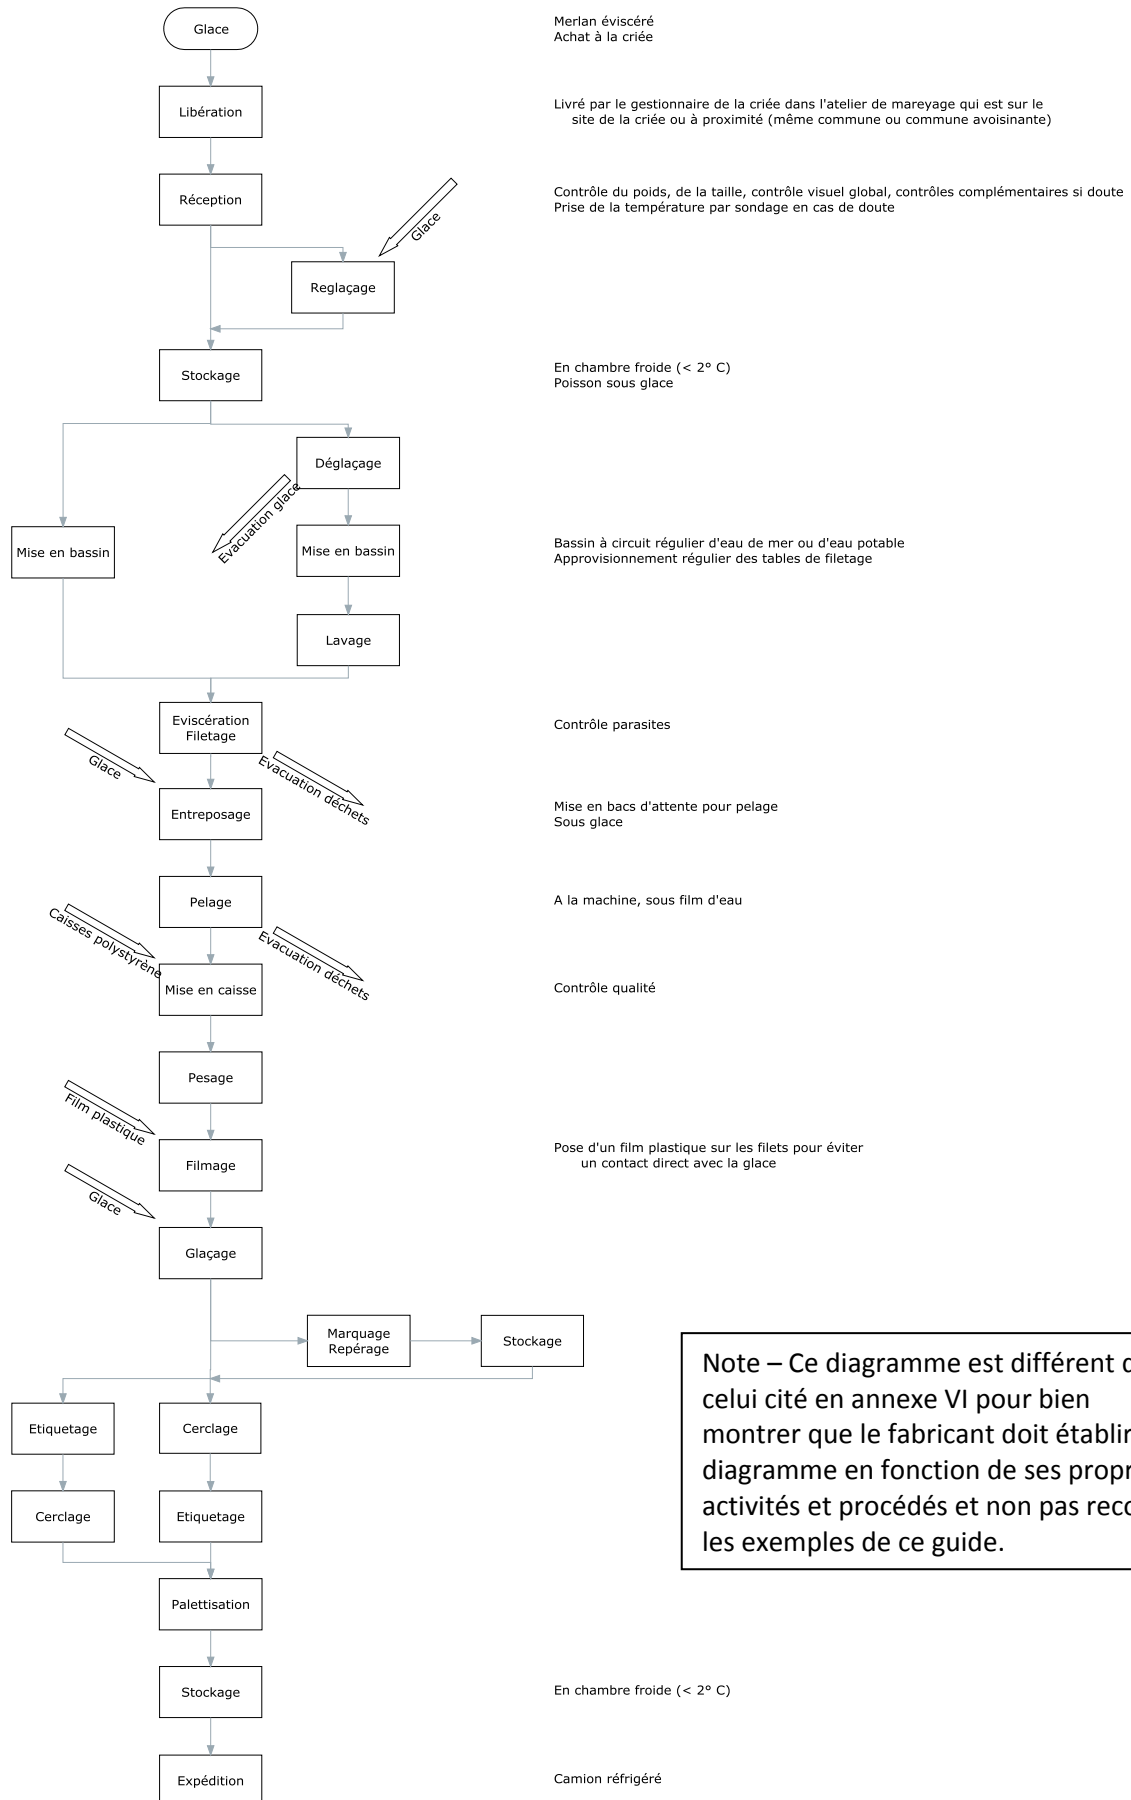 Glace
Merlan éviscéré
Achat à la criée
Libération
Livré par le gestionnaire de la criée dans l'atelier de mareyage qui est sur le
site de la criée ou à proximité (même commune ou commune avoisinante)
Réception
Contrôle du poids, de la taille, contrôle visuel global, contrôles complémentaires si doute
Prise de la température par sondage en cas de doute
Glace
Reglaçage
Stockage
En chambre froide (< 2° C)
Poisson sous glace
Déglaçage
Evacuation glace
Mise en bassin
Mise en bassin
Bassin à circuit régulier d'eau de mer ou d'eau potable
Approvisionnement régulier des tables de filetage
Lavage
Eviscération
Filetage
Contrôle parasites
Glace
Evacuation déchets
Entreposage
Mise en bacs d'attente pour pelage
Sous glace
Pelage
A la machine, sous film d'eau
Caisses polystyrène
Evacuation déchets
Mise en caisse
Contrôle qualité
Pesage
Film plastique
Filmage
Pose d'un film plastique sur les filets pour éviter
un contact direct avec la glace
Glace
Glaçage
Marquage
Repérage
Stockage
Note – Ce diagramme est différent
celui cité en annexe VI pour bien
montrer que le fabricant doit établir
diagramme en fonction de ses
activités et procédés et non pas
les exemples de ce guide.
Etiquetage
Cerclage
Cerclage
Etiquetage
Palettisation
Stockage
En chambre froide (< 2° C)
Expédition
Camion réfrigéré